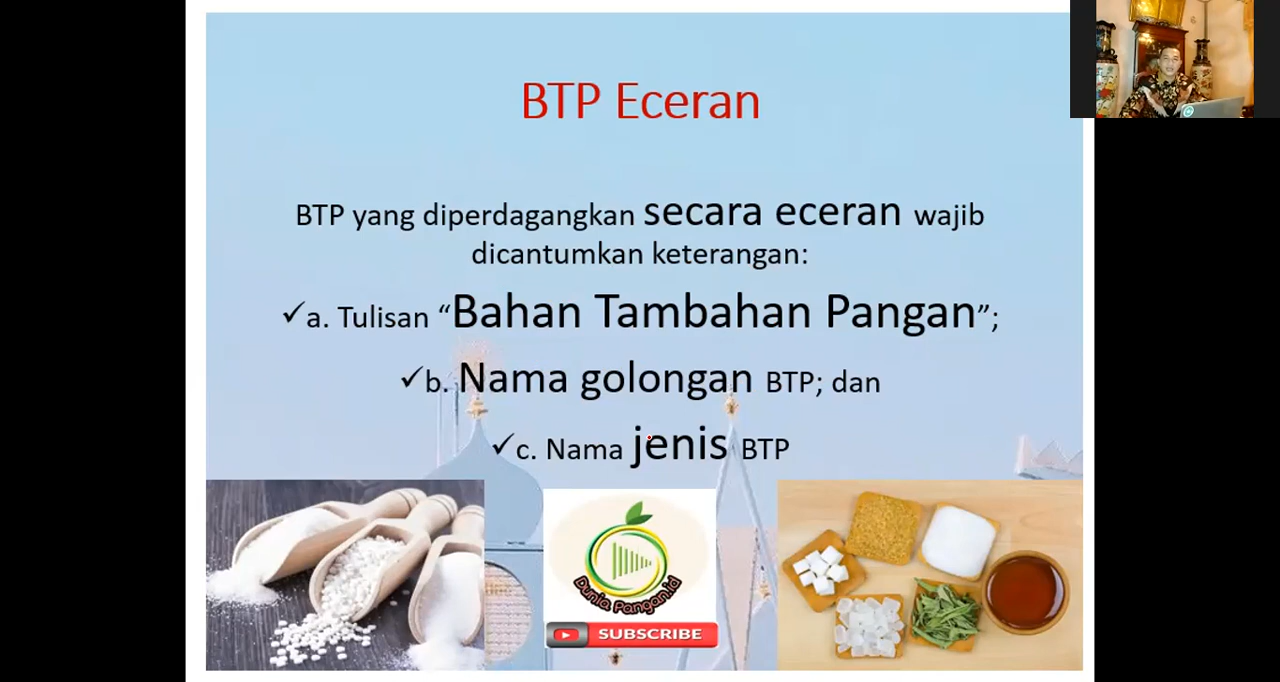 BTP Eceran
BTP yang diperdagangkan secara eceran wajib
dicantumkan keterangan:
✓a. Tulisan “Bahan Tambahan Pangan”;
✓b. Nama golongan BTP; dan
✓c. Nama jenis BTP
Dunia Pangan.id
SUBSCRIBE